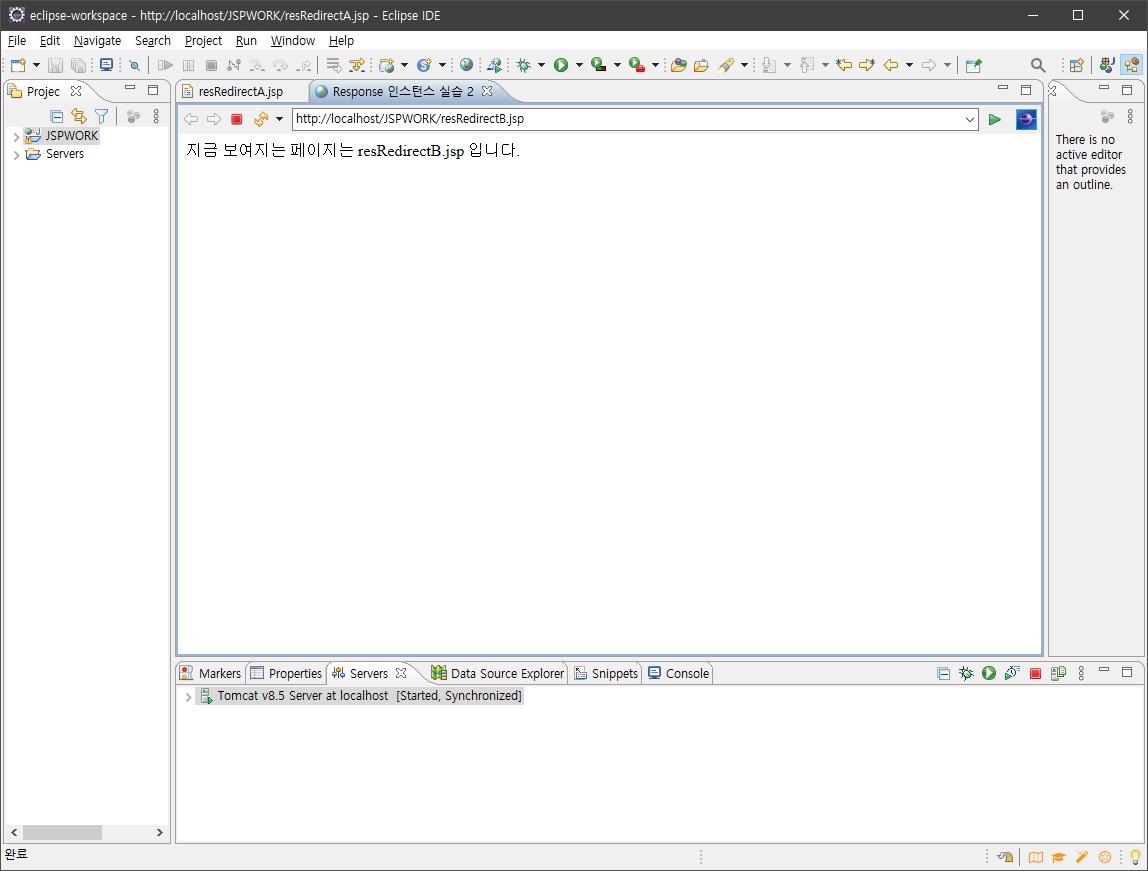 eclipse-workspace - http://localhost/JSPWORK/resRedirectA.jsp - Eclipse IDE
File Edit Navigate Search Project Run Window Help
Projec
JSPWORK
Servers
resRedirectA.jsp
Response 인스턴스 실습 2
http://localhost/JSPWORK/resRedirectB.jsp
지금 보여지는 페이지는 resRedirectB.jsp 입니다.
There is no
active editor
that provides
an outline.
Markers Properties Servers Data Source Explorer Snippets Console
Tomcat v8.5 Server at localhost [Started, Synchronized]
완료